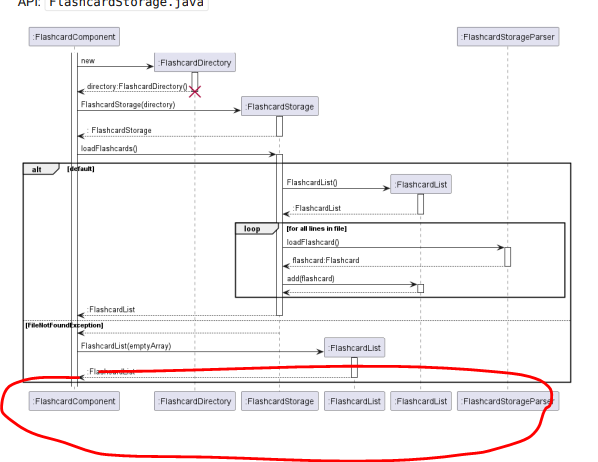 API: FlashcardStorage.java
:FlashcardComponent
:FlashcardStorageParser
new
:FlashcardDirectory
directory:FlashcardDirectory()
FlashcardStorage(directory)
:FlashcardStorage
: FlashcardStorage
loadFlashcards()
alt
[default]
FlashcardList()
:FlashcardList
:FlashcardList
loop
[for all lines in file]
loadFlashcard()
flashcard:Flashcard
add(flashcard)
:FlashcardList
[FileNotFoundException]
FlashcardList(emptyArray)
:FlashcardList
:FlashcardList
:FlashcardComponent
:FlashcardDirectory
:FlashcardStorage
:FlashcardList
:FlashcardList
:FlashcardStorageParser